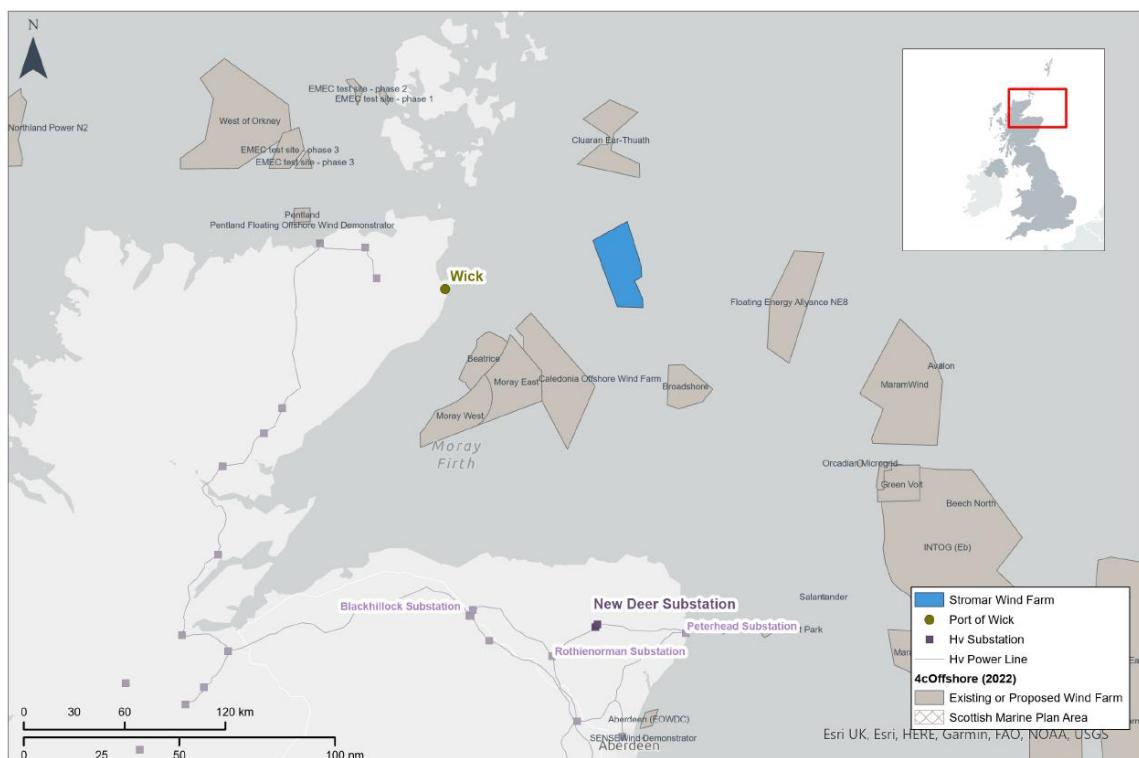 N
EMEC test site - phase 2
EMEC test site - phase 1
Northland Power N2
West of Orkney
Cluaran Ear-Thuath
EMEC test site - phase 3
EMEC test site - phase 3
Pentland
Pentland Floating Offshore Wind Demonstrator
Wick
Floating Energy Allyance NE8
Beatrice
Moray East
Caledonia Offshore Wind Farm
Broadshore
MaramWind
Avalon
Moray West
Moray
Firth
Orcadian Microgrid
Green Volt
Beech North
INTOG (Eb)
Salamander
Blackhillock Substation
New Deer Substation
Peterhead Substation
t Park
Rothienorman Substation
Aberdeen (EOWDC)
SENSEWind Demonstrator
Aberdeen
0 30 60 120 km
0 25 50 100 nm
Stromar Wind Farm
Port of Wick
Hv Substation
Hv Power Line
4cOffshore (2022)
Existing or Proposed Wind Farm
Scottish Marine Plan Area
Esri UK, Esri, HERE, Garmin, FAO, NOAA, USGS